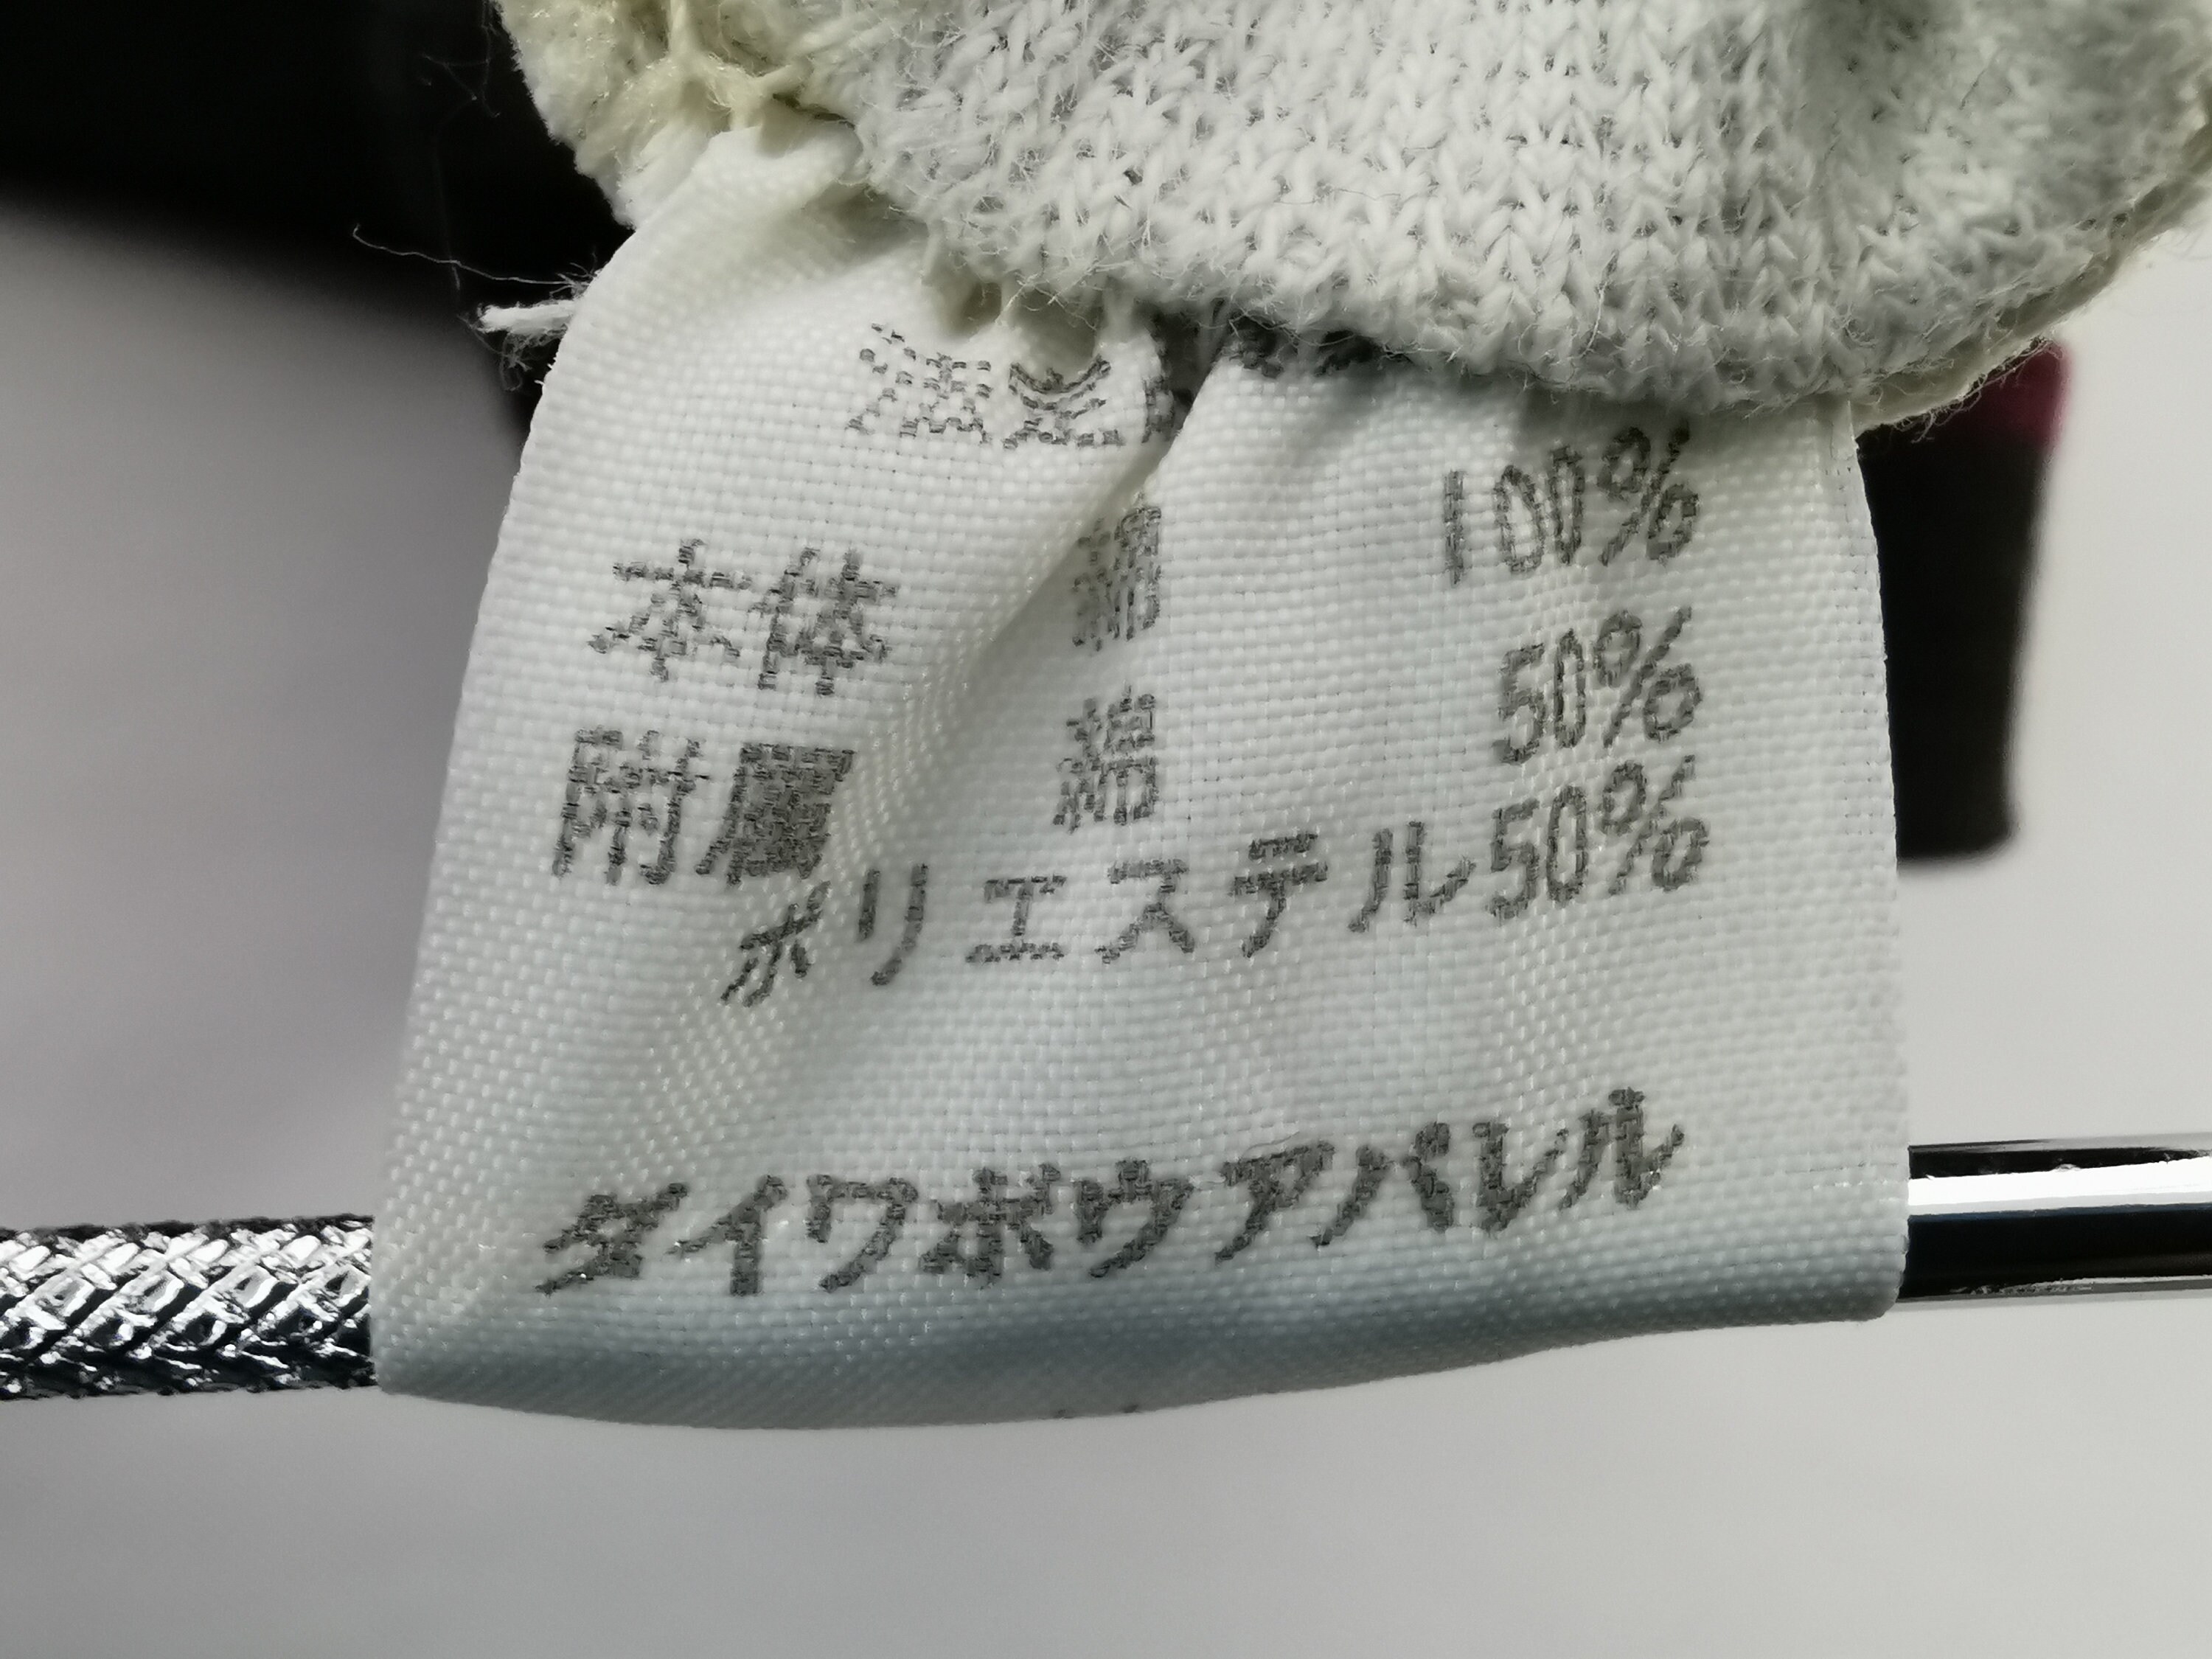 本体 綿 100%
附属 綿 50%
ポリエステル50%
ダイワボウアパレル